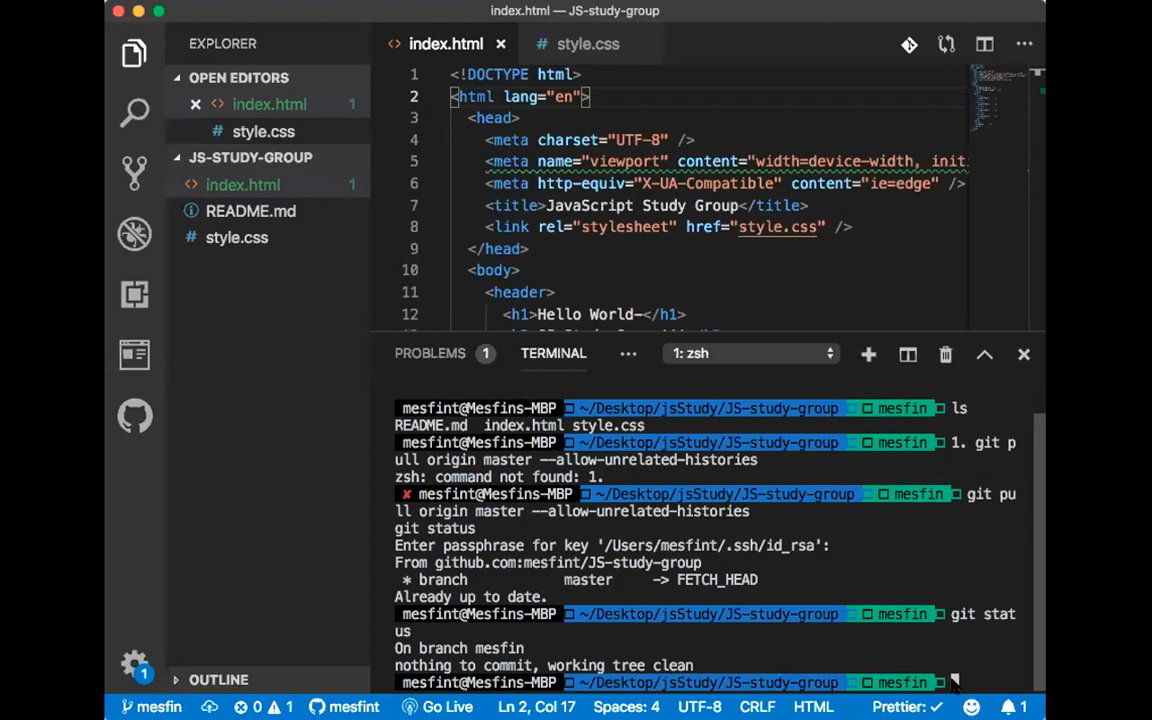 index.html — JS-study-group
EXPLORER
OPEN EDITORS
index.html 1
style.css
JS-STUDY-GROUP
index.html 1
README.md
style.css
OUTLINE
index.html
style.css
1 <!DOCTYPE html>
2 <html lang="en">
3 <head>
4 <meta charset="UTF-8" />
5 <meta name="viewport" content="width=device-width, initi
6 <meta http-equiv="X-UA-Compatible" content="ie=edge" />
7 <title>JavaScript Study Group</title>
8 <link rel="stylesheet" href="style.css" />
9 </head>
10 <body>
11 <header>
12 <h1>Hello World-</h1>
PROBLEMS 1 TERMINAL ••• 1: zsh
mesfint@Mesfins-MBP ~/Desktop/jsStudy/JS-study-group mesfin ls
README.md index.html style.css
mesfint@Mesfins-MBP ~/Desktop/jsStudy/JS-study-group mesfin 1. git p
ull origin master --allow-unrelated-histories
zsh: command not found: 1.
✘ mesfint@Mesfins-MBP ~/Desktop/jsStudy/JS-study-group mesfin git pu
ll origin master --allow-unrelated-histories
git status
Enter passphrase for key '/Users/mesfint/.ssh/id_rsa':
From github.com:mesfint/JS-study-group
* branch master -> FETCH_HEAD
Already up to date.
mesfint@Mesfins-MBP ~/Desktop/jsStudy/JS-study-group mesfin git stat
us
On branch mesfin
nothing to commit, working tree clean
mesfint@Mesfins-MBP ~/Desktop/jsStudy/JS-study-group mesfin
1
mesfin 0 1 mesfint Go Live Ln 2, Col 17 Spaces: 4 UTF-8 CRLF HTML Prettier: ✓ 1